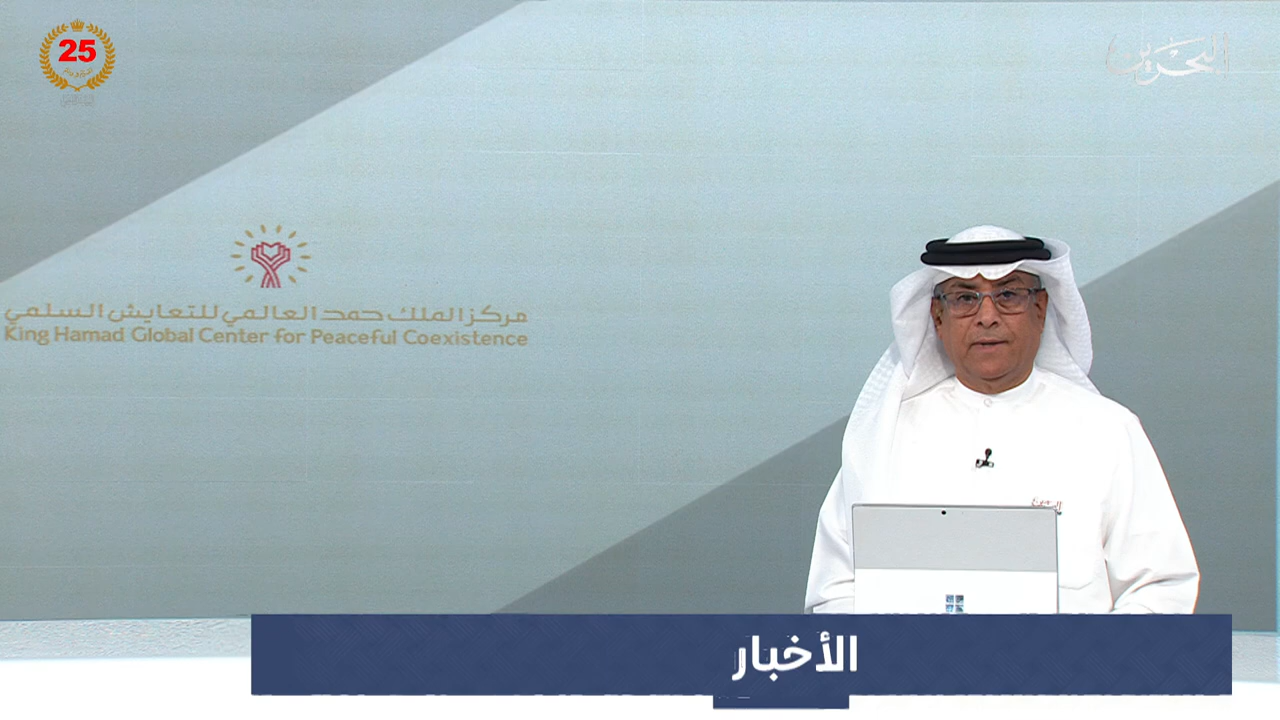 25
البحرين
مركز الملك حمد العالمي للتعايش السلمي
King Hamad Global Center for Peaceful Coexistence
الأخبار